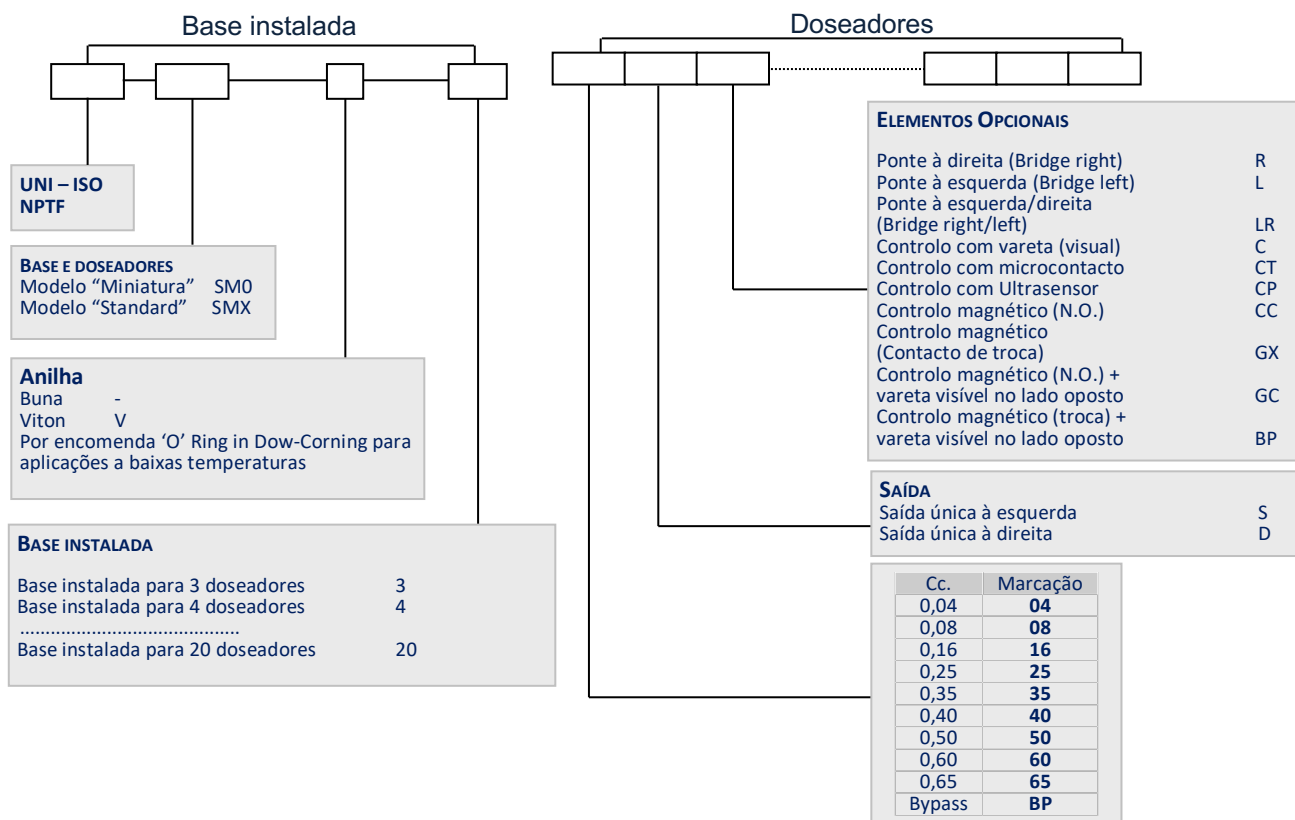 Base instalada
Doseadores
UNI – ISO
NPTF
BASE E DOSEADORES
Modelo “Miniatura” SM0
Modelo “Standard” SMX
Anilha
Buna -
Viton V
Por encomenda ‘O’ Ring in Dow-Corning para
aplicações a baixas temperaturas
BASE INSTALADA
Base instalada para 3 doseadores 3
Base instalada para 4 doseadores 4
...........................................
Base instalada para 20 doseadores 20
ELEMENTOS OPCIONAIS
Ponte à direita (Bridge right) R
Ponte à esquerda (Bridge left) L
Ponte à esquerda/direita
(Bridge right/left) LR
Controlo com vareta (visual) C
Controlo com microcontacto CT
Controlo com Ultrasensor CP
Controlo magnético (N.O.) CC
Controlo magnético
(Contacto de troca) GX
Controlo magnético (N.O.) +
vareta visível no lado oposto GC
Controlo magnético (troca) +
vareta visível no lado oposto BP
SAÍDA
Saída única à esquerda S
Saída única à direita D
Cc. Marcação
0,04 04
0,08 08
0,16 16
0,25 25
0,35 35
0,40 40
0,50 50
0,60 60
0,65 65
Bypass BP